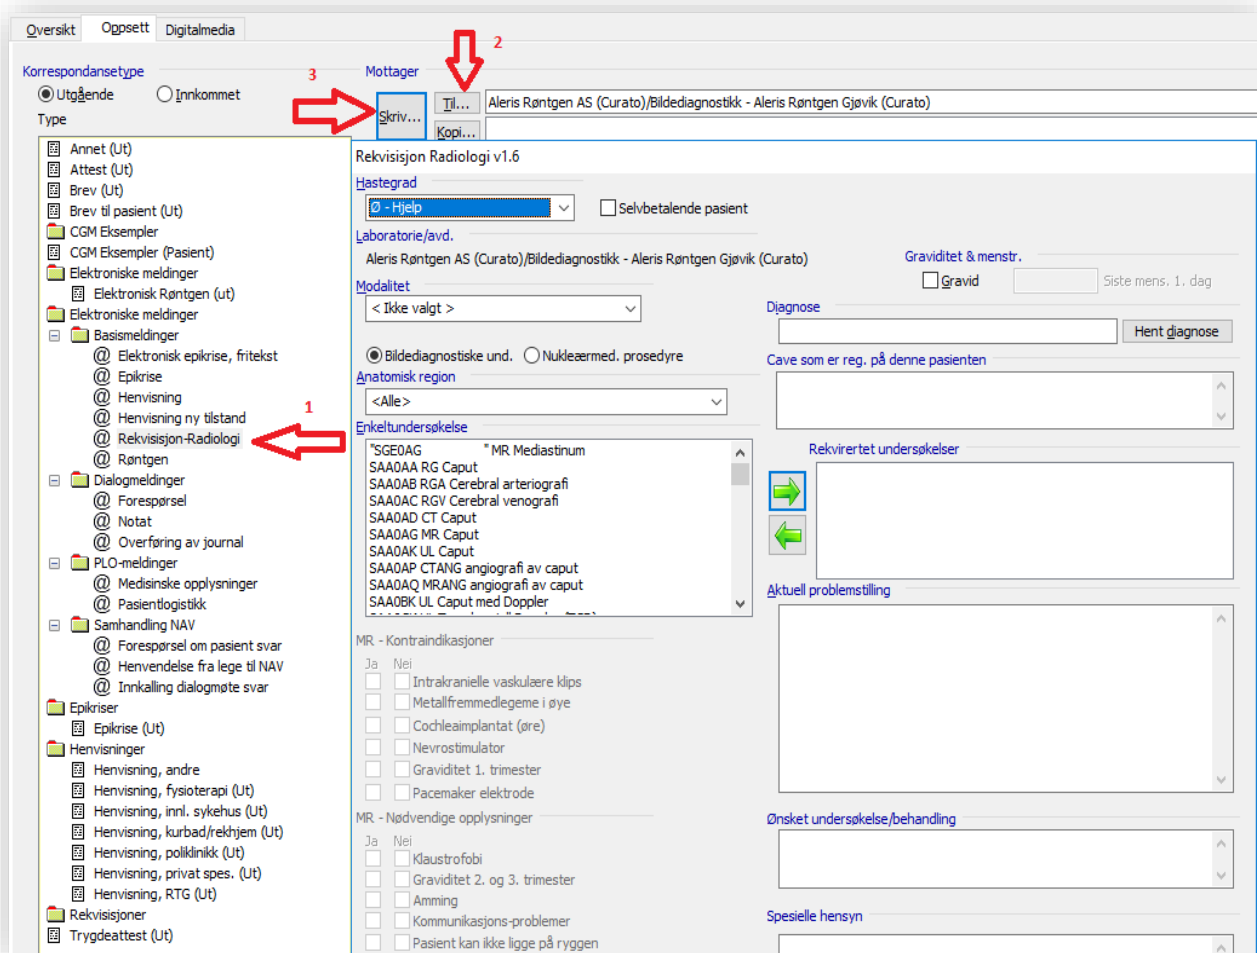 Oversikt Oppsett Digitalmedia
2
Korrespondansetype
3
Mottager
Utgående Innkommet
Skriv...
Til...
Aleris Røntgen AS (Curato)/Bildediagnostikk - Aleris Røntgen Gjøvik (Curato)
Kopi...
Type
Annet (Ut)
Attest (Ut)
Brev (Ut)
Brev til pasient (Ut)
CGM Eksempler
CGM Eksempler (Pasient)
Elektroniske meldinger
Elektronisk Røntgen (ut)
Elektroniske meldinger
Basismeldinger
@ Elektronisk epikrise, fritekst
@ Epikrise
@ Henvisning
@ Henvisning ny tilstand
1
@ Rekvisisjon-Radiologi
@ Røntgen
Dialogmeldinger
@ Forespørsel
@ Notat
@ Overføring av journal
PLO-meldinger
@ Medisinske opplysninger
@ Pasientlogistikk
Samhandling NAV
@ Forespørsel om pasient svar
@ Henvendelse fra lege til NAV
@ Innkalling dialogmøte svar
Epikriser
Epikrise (Ut)
Henvisninger
Henvisning, andre
Henvisning, fysioterapi (Ut)
Henvisning, innl. sykehus (Ut)
Henvisning, kurbad/rekhjem (Ut)
Henvisning, poliklinikk (Ut)
Henvisning, privat spes. (Ut)
Henvisning, RTG (Ut)
Rekvisisjoner
Trygdeattest (Ut)
Rekvisisjon Radiologi v1.6
Hastegrad
Ø - Hjelp
Selvbetalende pasient
Laboratorie/avd.
Aleris Røntgen AS (Curato)/Bildediagnostikk - Aleris Røntgen Gjøvik (Curato)
Modalitet
< Ikke valgt >
Bildediagnostiske und. Nukleærmed. prosedyre
Anatomisk region
<Alle>
Enkeltundersøkelse
"SGE0AG " MR Mediastinum
SAA0AA RG Caput
SAA0AB RGA Cerebral arteriografi
SAA0AC RGV Cerebral venografi
SAA0AD CT Caput
SAA0AG MR Caput
SAA0AK UL Caput
SAA0AP CTANG angiografi av caput
SAA0AQ MRANG angiografi av caput
SAA0BK UL Caput med Doppler
MR - Kontraindikasjoner
Ja Nei
Intrakranielle vaskulære klips
Metallfremmedlegeme i øye
Cochleaimplantat (øre)
Nevrostimulator
Graviditet 1. trimester
Pacemaker elektrode
MR - Nødvendige opplysninger
Ja Nei
Klaustrofobi
Graviditet 2. og 3. trimester
Amming
Kommunikasjons-problemer
Pasient kan ikke ligge på ryggen
Graviditet & menstr.
Gravid Siste mens. 1. dag
Diagnose
Hent diagnose
Cave som er reg. på denne pasienten
Rekvirertet undersøkelser
Aktuell problemstilling
Ønsket undersøkelse/behandling
Spesielle hensyn